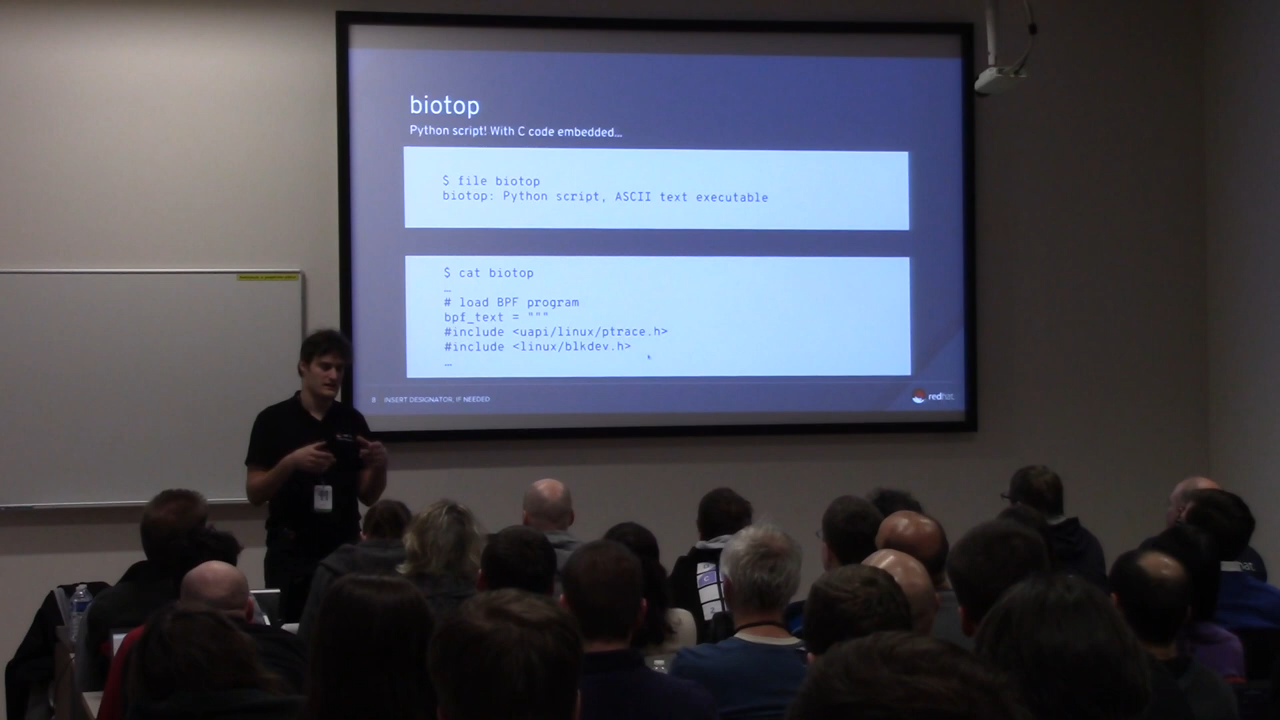 biotop
Python script! With C code embedded...
$ file biotop
biotop: Python script, ASCII text executable
$ cat biotop
…
# load BPF program
bpf_text = """
#include <uapi/linux/ptrace.h>
#include <linux/blkdev.h>
…
8 INSERT DESIGNATOR, IF NEEDED
redhat.